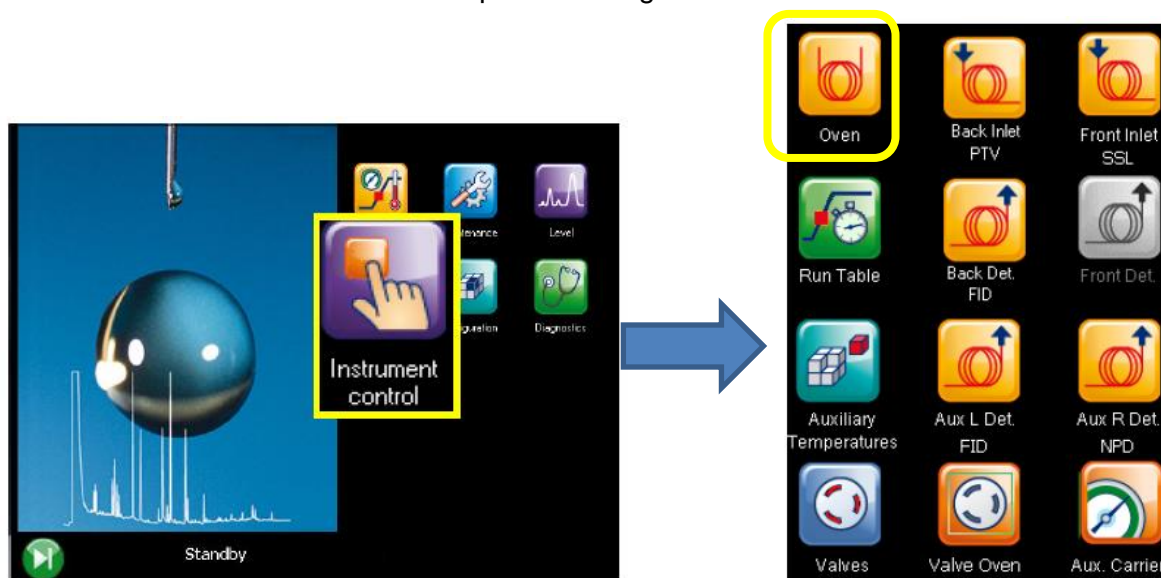 Level
Diagnostics
Instrument
control
Standby
Oven
Back Inlet
PTV
Front Inlet
SSL
Run Table
Back Det.
FID
Front Det.
Auxiliary
Temperatures
Aux L Det.
FID
Aux R Det.
NPD
Valves
Valve Oven
Aux. Carrier